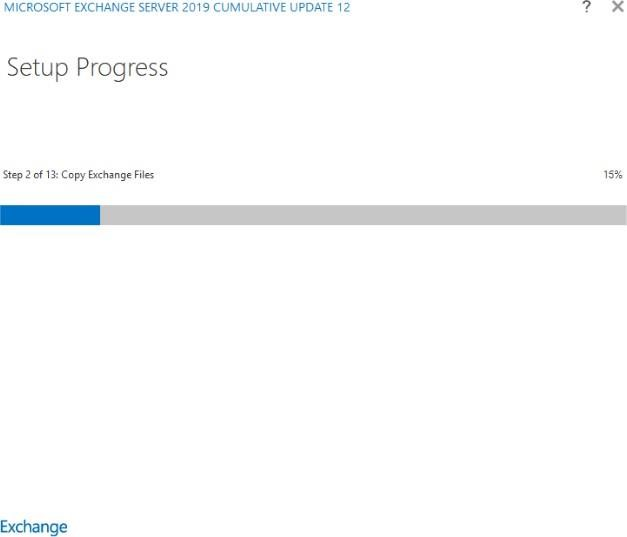 MICROSOFT EXCHANGE SERVER 2019 CUMULATIVE UPDATE 12 ? ×
Setup Progress
Step 2 of 13: Copy Exchange Files 15%
Exchange